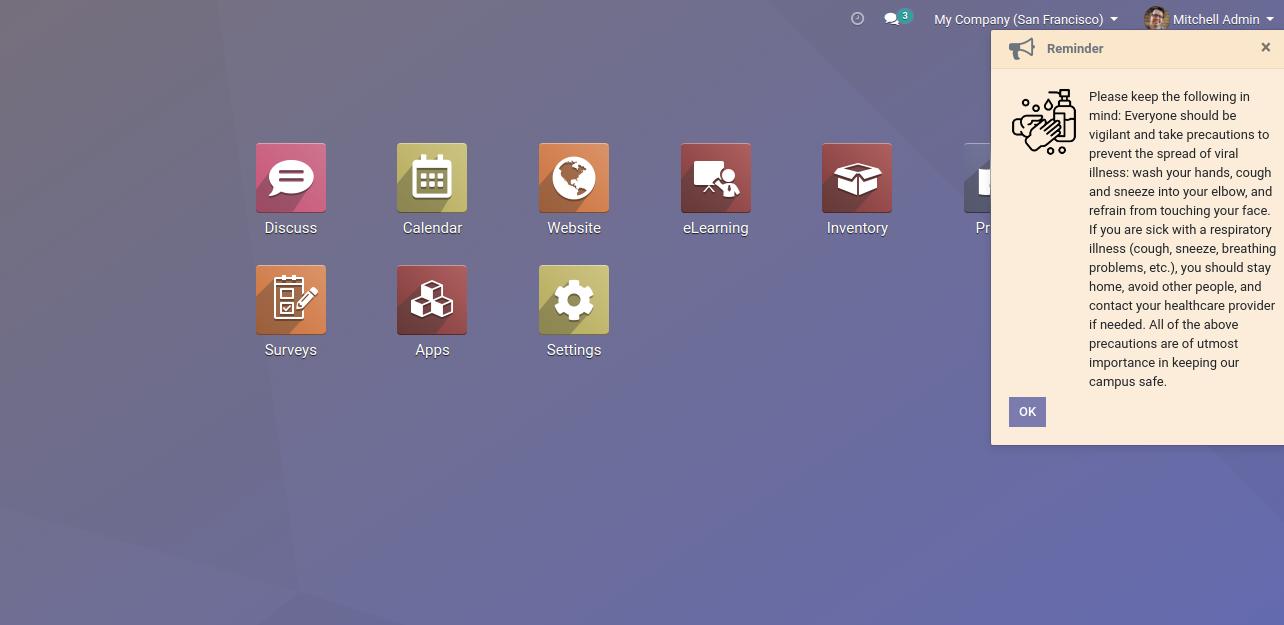 3 My Company (San Francisco) Mitchell Admin
Reminder ×
Please keep the following in
mind: Everyone should be
vigilant and take precautions to
prevent the spread of viral
illness: wash your hands, cough
and sneeze into your elbow, and
refrain from touching your face.
If you are sick with a respiratory
illness (cough, sneeze, breathing
problems, etc.), you should stay
home, avoid other people, and
contact your healthcare provider
if needed. All of the above
precautions are of utmost
importance in keeping our
campus safe.
OK
Discuss Calendar Website eLearning Inventory Pr
Surveys Apps Settings